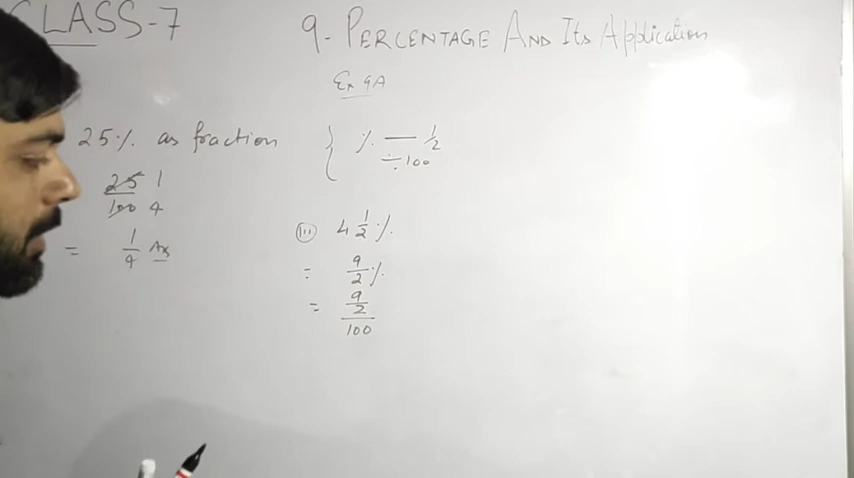 CLASS-7
9- PERCENTAGE AND Its Application
Ex 9A
25% as fraction
25 1
100 4
= 1/4 Ans
{ % — 1/2
÷100
(iii) 4 1/2 %
= 9/2 %
= 9/2
100